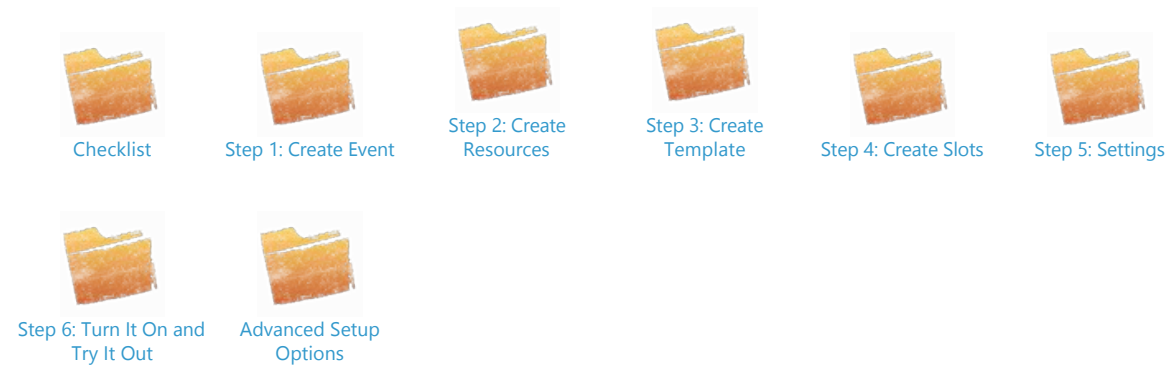 Checklist
Step 1: Create Event
Step 2: Create
Resources
Step 3: Create
Template
Step 4: Create Slots
Step 5: Settings
Step 6: Turn It On and
Try It Out
Advanced Setup
Options